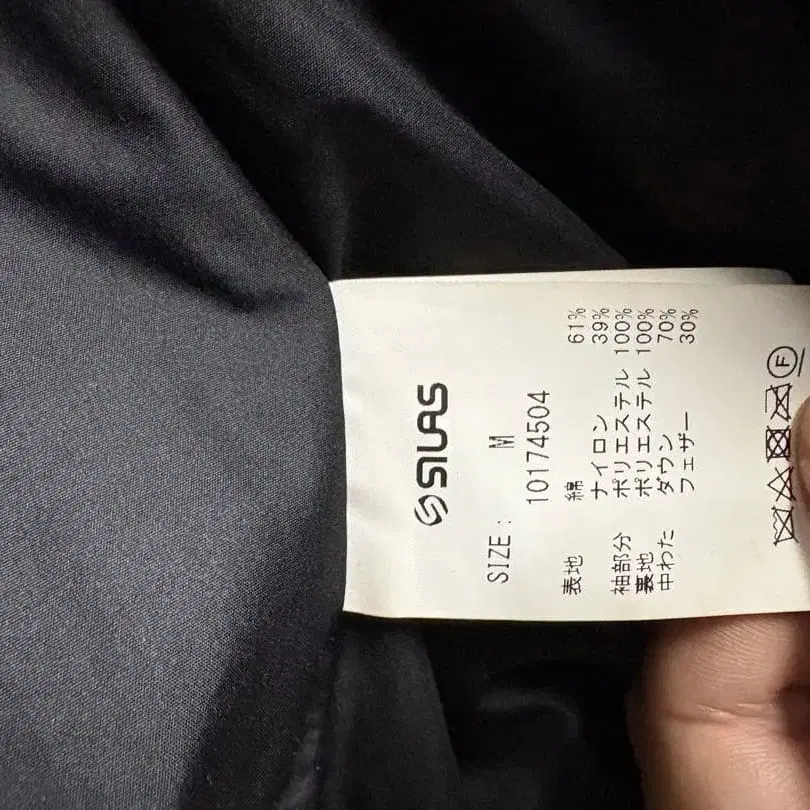 SILAS
SIZE : M
10174504
表地 綿 61%
ナイロン 39%
袖部分 ポリエステル 100%
裏地 ポリエステル 100%
中わた ダウン 70%
フェザー 30%
F